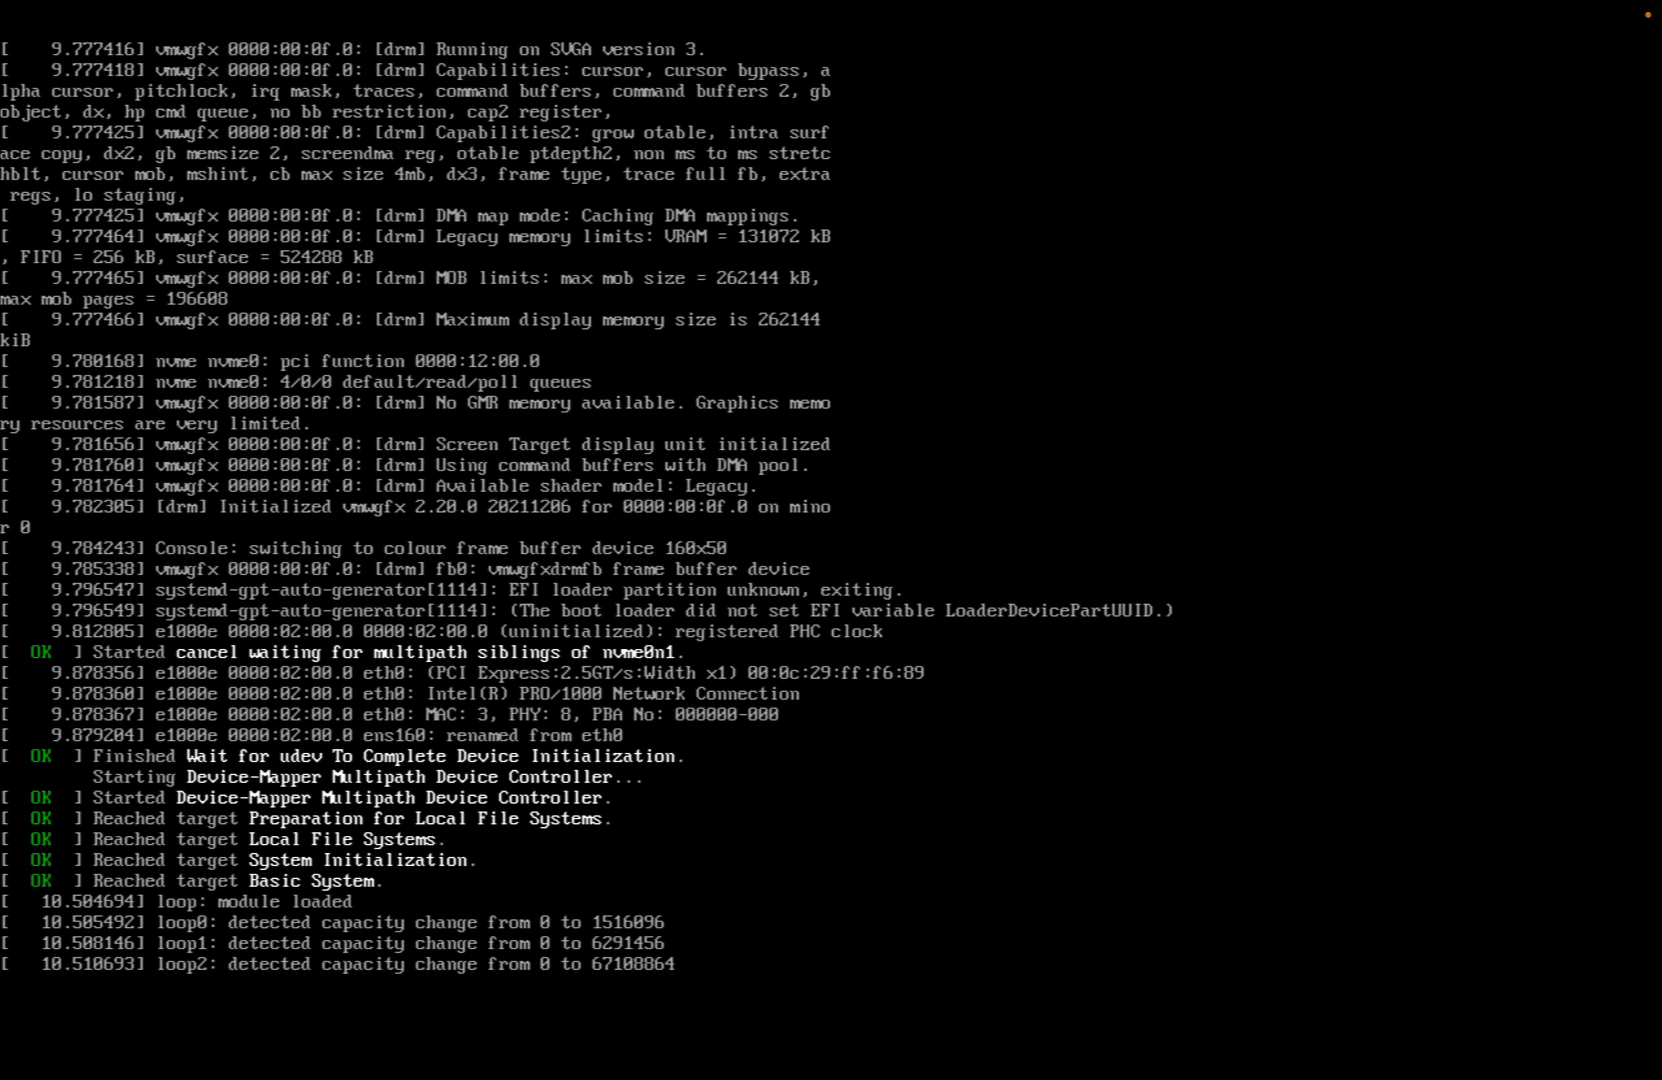 [    9.777416] vmwgfx 0000:00:0f.0: [drm] Running on SVGA version 3.
[    9.777418] vmwgfx 0000:00:0f.0: [drm] Capabilities: cursor, cursor bypass, a
lpha cursor, pitchlock, irq mask, traces, command buffers, command buffers 2, gb
object, dx, hp cmd queue, no bb restriction, cap2 register,
[    9.777425] vmwgfx 0000:00:0f.0: [drm] Capabilities2: grow otable, intra surf
ace copy, dx2, gb memsize 2, screendma reg, otable ptdepth2, non ms to ms stretc
hblt, cursor mob, mshint, cb max size 4mb, dx3, frame type, trace full fb, extra
 regs, lo staging,
[    9.777425] vmwgfx 0000:00:0f.0: [drm] DMA map mode: Caching DMA mappings.
[    9.777464] vmwgfx 0000:00:0f.0: [drm] Legacy memory limits: VRAM = 131072 kB
, FIFO = 256 kB, surface = 524288 kB
[    9.777465] vmwgfx 0000:00:0f.0: [drm] MOB limits: max mob size = 262144 kB,
max mob pages = 196608
[    9.777466] vmwgfx 0000:00:0f.0: [drm] Maximum display memory size is 262144
kiB
[    9.780168] nvme nvme0: pci function 0000:12:00.0
[    9.781218] nvme nvme0: 4/0/0 default/read/poll queues
[    9.781587] vmwgfx 0000:00:0f.0: [drm] No GMR memory available. Graphics memo
ry resources are very limited.
[    9.781656] vmwgfx 0000:00:0f.0: [drm] Screen Target display unit initialized
[    9.781760] vmwgfx 0000:00:0f.0: [drm] Using command buffers with DMA pool.
[    9.781764] vmwgfx 0000:00:0f.0: [drm] Available shader model: Legacy.
[    9.782305] [drm] Initialized vmwgfx 2.20.0 20211206 for 0000:00:0f.0 on mino
r 0
[    9.784243] Console: switching to colour frame buffer device 160x50
[    9.785338] vmwgfx 0000:00:0f.0: [drm] fb0: vmwgfxdrmfb frame buffer device
[    9.796547] systemd-gpt-auto-generator[1114]: EFI loader partition unknown, exiting.
[    9.796549] systemd-gpt-auto-generator[1114]: (The boot loader did not set EFI variable LoaderDevicePartUUID.)
[    9.812805] e1000e 0000:02:00.0 0000:02:00.0 (uninitialized): registered PHC clock
[  OK  ] Started cancel waiting for multipath siblings of nvme0n1.
[    9.878356] e1000e 0000:02:00.0 eth0: (PCI Express:2.5GT/s:Width x1) 00:0c:29:ff:f6:89
[    9.878360] e1000e 0000:02:00.0 eth0: Intel(R) PRO/1000 Network Connection
[    9.878367] e1000e 0000:02:00.0 eth0: MAC: 3, PHY: 8, PBA No: 000000-000
[    9.879204] e1000e 0000:02:00.0 ens160: renamed from eth0
[  OK  ] Finished Wait for udev To Complete Device Initialization.
         Starting Device-Mapper Multipath Device Controller...
[  OK  ] Started Device-Mapper Multipath Device Controller.
[  OK  ] Reached target Preparation for Local File Systems.
[  OK  ] Reached target Local File Systems.
[  OK  ] Reached target System Initialization.
[  OK  ] Reached target Basic System.
[   10.504694] loop: module loaded
[   10.505492] loop0: detected capacity change from 0 to 1516096
[   10.508146] loop1: detected capacity change from 0 to 6291456
[   10.510693] loop2: detected capacity change from 0 to 67108864